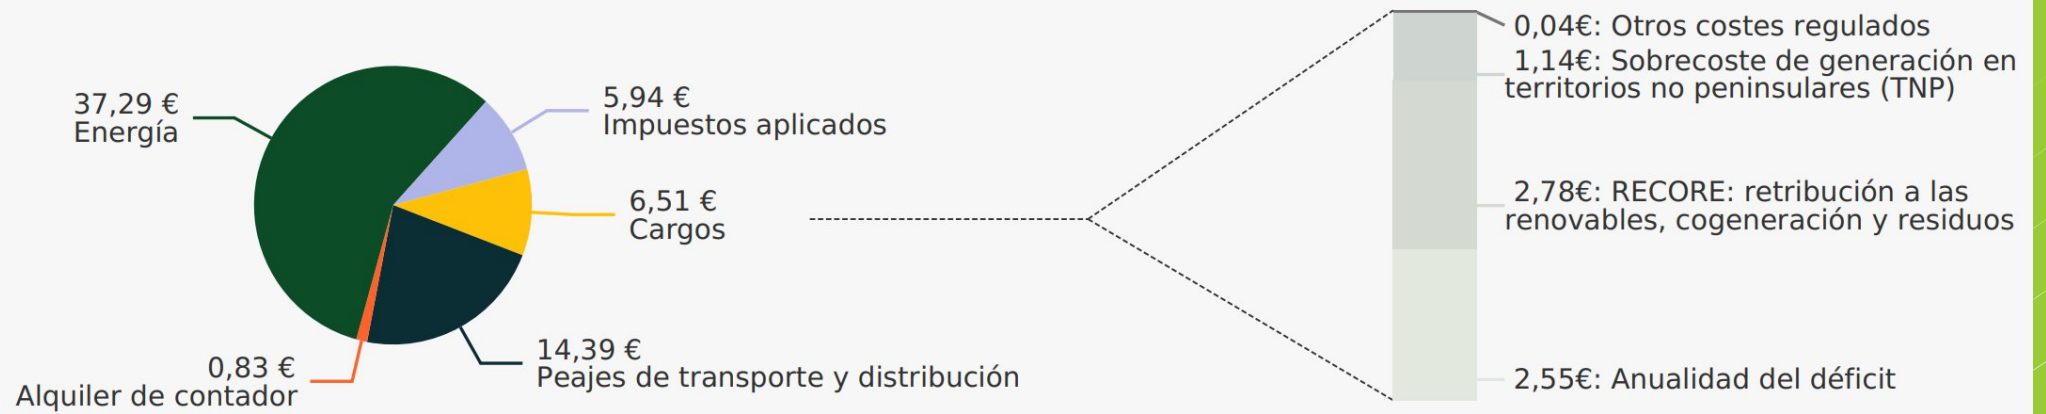 37,29 €
Energía
5,94 €
Impuestos aplicados
6,51 €
Cargos
14,39 €
Peajes de transporte y distribución
0,83 €
Alquiler de contador
0,04€: Otros costes regulados
1,14€: Sobrecoste de generación en
territorios no peninsulares (TNP)
2,78€: RECORE: retribución a las
renovables, cogeneración y residuos
2,55€: Anualidad del déficit